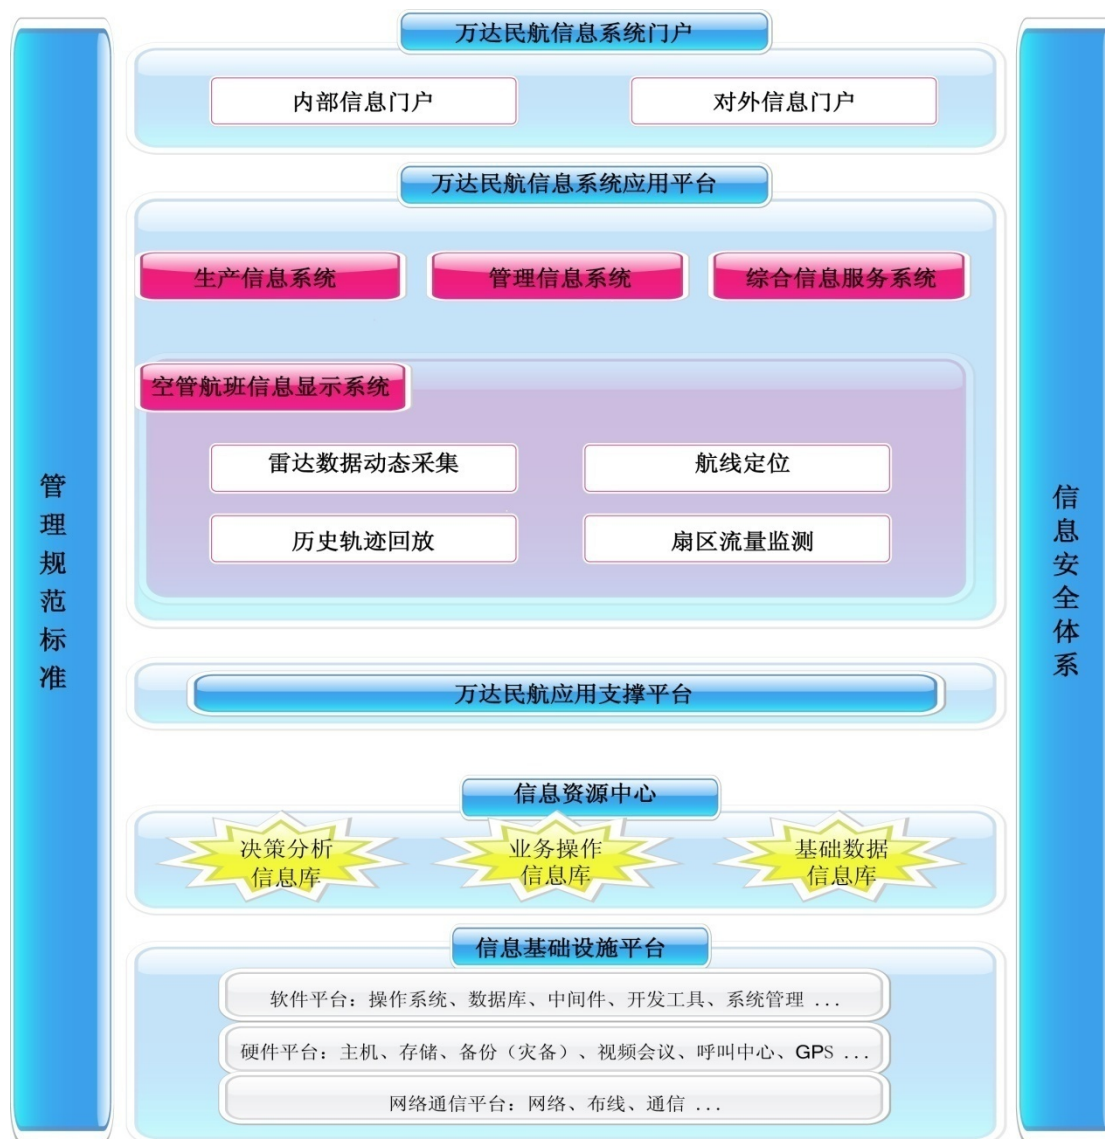 万达民航信息系统门户
内部信息门户
对外信息门户
万达民航信息系统应用平台
生产信息系统
管理信息系统
综合信息服务系统
空管航班信息显示系统
雷达数据动态采集
航线定位
历史轨迹回放
扇区流量监测
管理规范标准
信息安全体系
万达民航应用支撑平台
信息资源中心
决策分析
信息库
业务操作
信息库
基础数据
信息库
信息基础设施平台
软件平台：操作系统、数据库、中间件、开发工具、系统管理 ...
硬件平台：主机、存储、备份（灾备）、视频会议、呼叫中心、GPS ...
网络通信平台：网络、布线、通信 ...